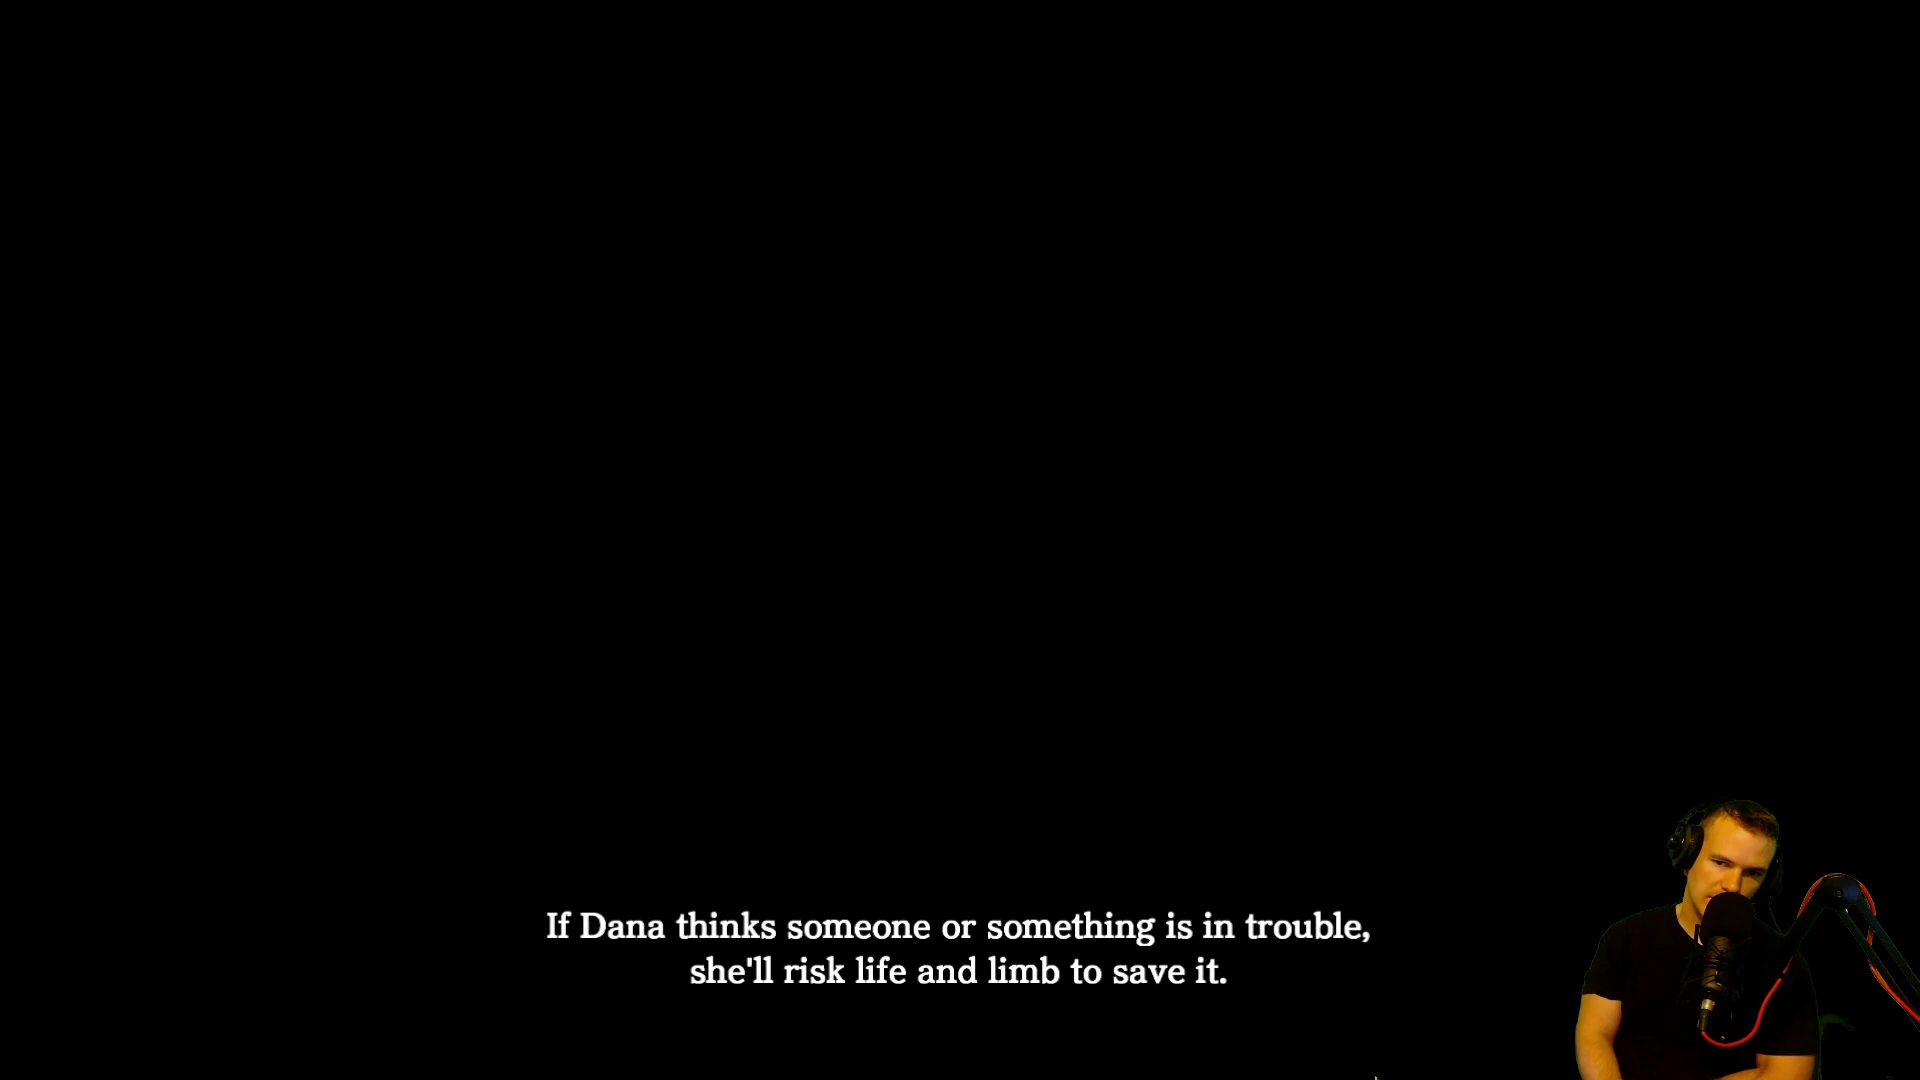 If Dana thinks someone or something is in trouble,
she'll risk life and limb to save it.